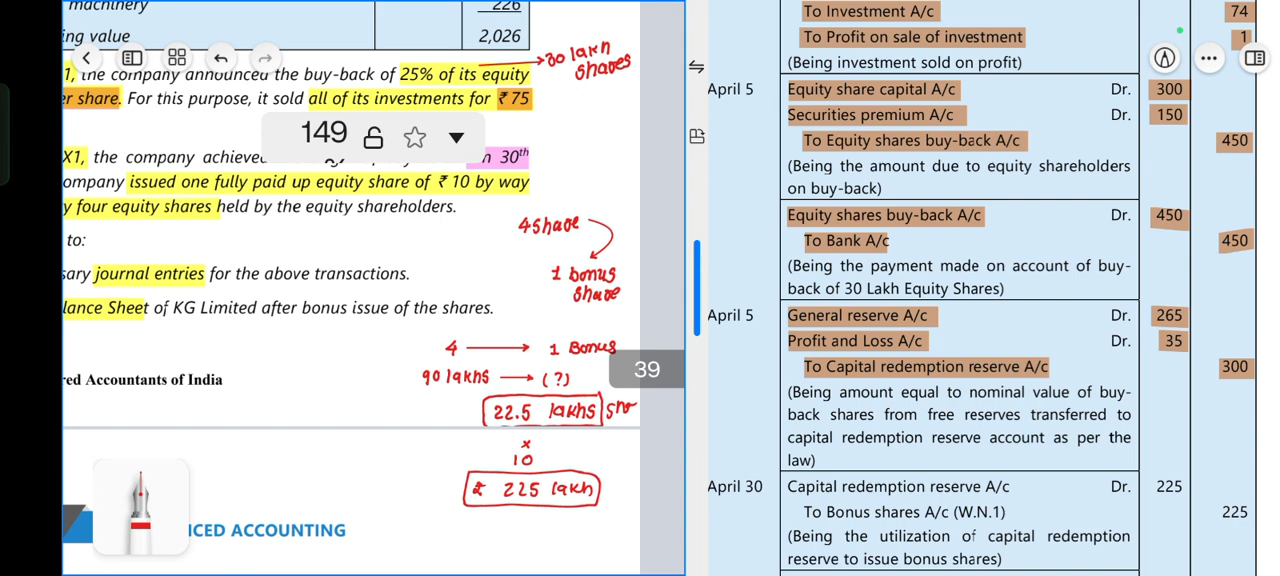 machinery 226
ing value 2,026
1, the company announced the buy-back of 25% of its equity
30 lakh shares
er share. For this purpose, it sold all of its investments for ₹ 75
149
X1, the company achieved n 30th
ompany issued one fully paid up equity share of ₹ 10 by way
y four equity shares held by the equity shareholders.
to:
4 share
sary journal entries for the above transactions.
1 bonus share
lance Sheet of KG Limited after bonus issue of the shares.
4 → 1 Bonus
39
red Accountants of India
90 lakhs → (?)
22.5 lakhs
×
10
₹ 225 lakh
ICED ACCOUNTING
To Investment A/c 74
To Profit on sale of investment 1
(Being investment sold on profit)
April 5 Equity share capital A/c Dr. 300
Securities premium A/c Dr. 150
To Equity shares buy-back A/c 450
(Being the amount due to equity shareholders
on buy-back)
Equity shares buy-back A/c Dr. 450
To Bank A/c 450
(Being the payment made on account of buy-
back of 30 Lakh Equity Shares)
April 5 General reserve A/c Dr. 265
Profit and Loss A/c Dr. 35
To Capital redemption reserve A/c 300
(Being amount equal to nominal value of buy-
back shares from free reserves transferred to
capital redemption reserve account as per the
law)
April 30 Capital redemption reserve A/c Dr. 225
To Bonus shares A/c (W.N.1) 225
(Being the utilization of capital redemption
reserve to issue bonus shares)